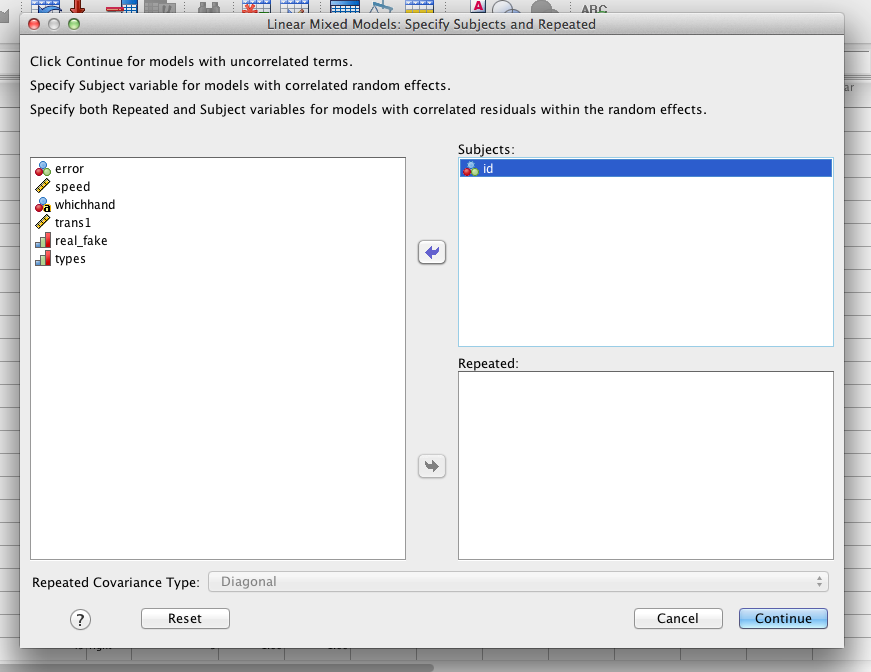 ABC
Linear Mixed Models: Specify Subjects and Repeated
Click Continue for models with uncorrelated terms.
Specify Subject variable for models with correlated random effects.
Specify both Repeated and Subject variables for models with correlated residuals within the random effects.
Subjects:
error
speed
whichhand
trans1
real_fake
types
id
Repeated:
Repeated Covariance Type:
Diagonal
?
Reset
Cancel
Continue